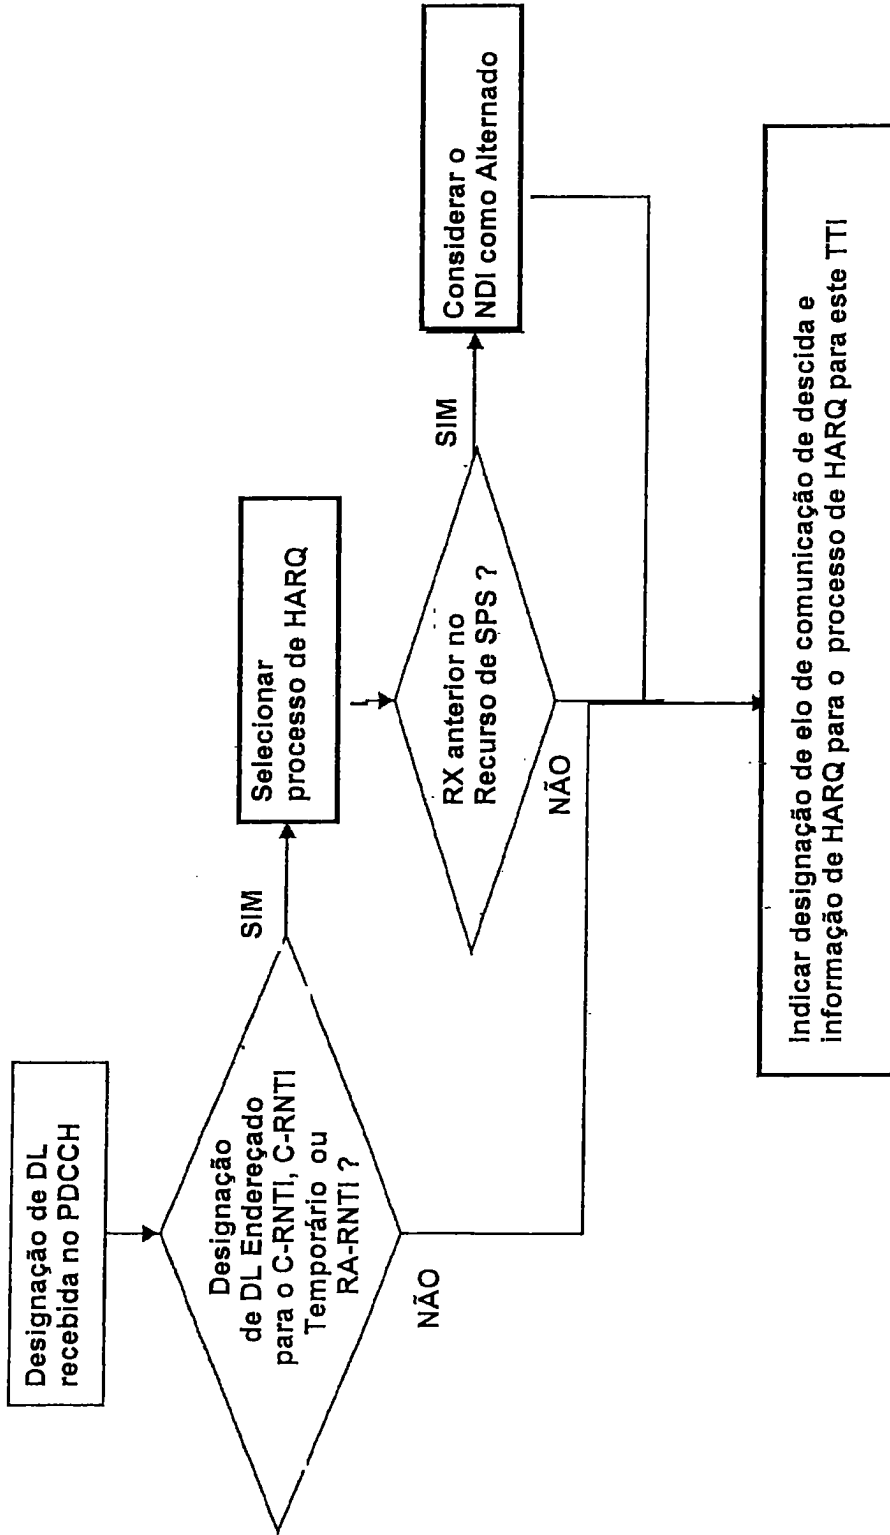 Designação de DL
recebida no PDCCH
Designação
de DL Endereçado
para o C-RNTI, C-RNTI
Temporário ou
RA-RNTI ?
SIM
NÃO
Selecionar
processo de HARQ
RX anterior no
Recurso de SPS ?
SIM
NÃO
Considerar o
NDI como Alternado
Indicar designação de elo de comunicação de descida e
informação de HARQ para o processo de HARQ para este TTI